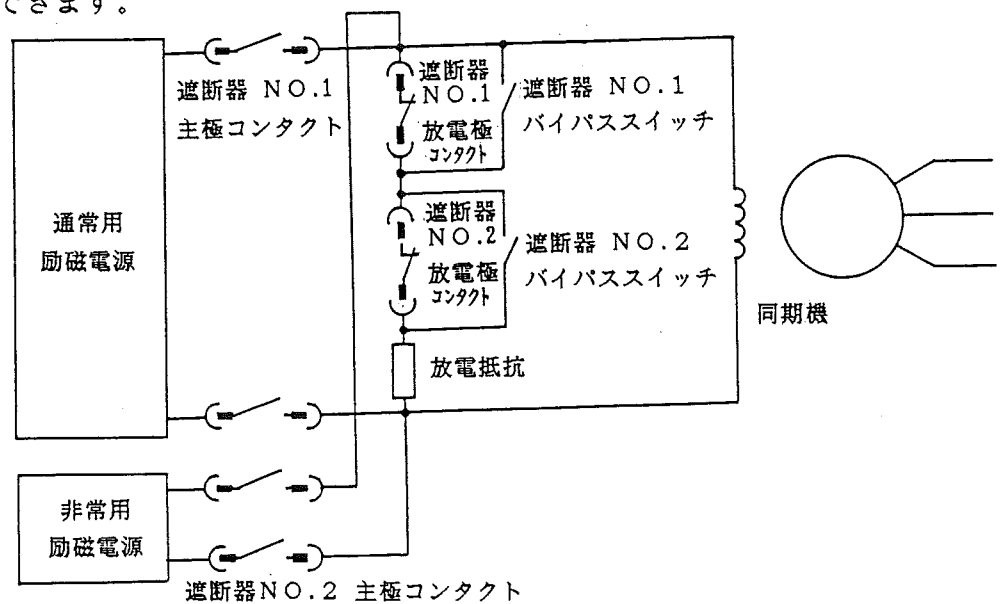 できます。
遮断器 NO.1
主極コンタクト
遮断器
NO.1
放電極
コンタクト
遮断器 NO.1
バイパススイッチ
通常用
励磁電源
遮断器
NO.2
放電極
コンタクト
遮断器 NO.2
バイパススイッチ
同期機
放電抵抗
非常用
励磁電源
遮断器NO.2 主極コンタクト